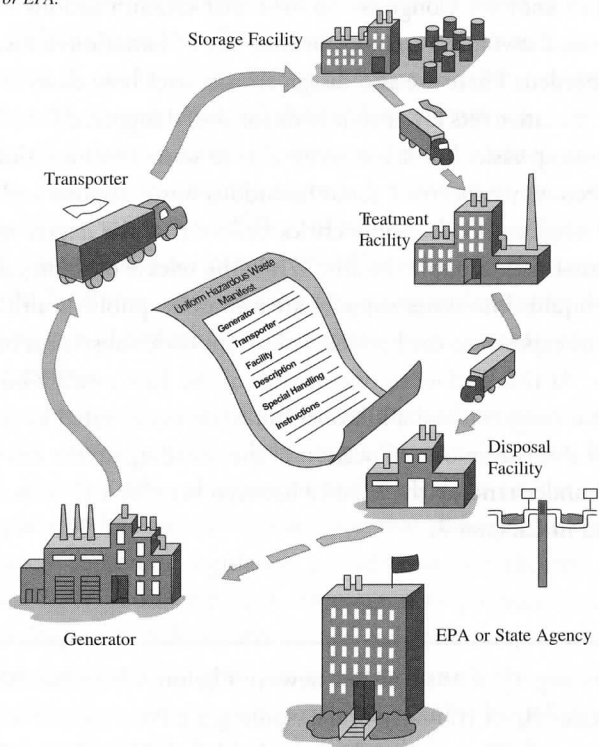 of EPA.
Storage Facility
Transporter
Treatment
Facility
Uniform Hazardous Waste
Manifest
Generator
Transporter
Facility
Description
Special Handling
Instructions
Disposal
Facility
Generator
EPA or State Agency